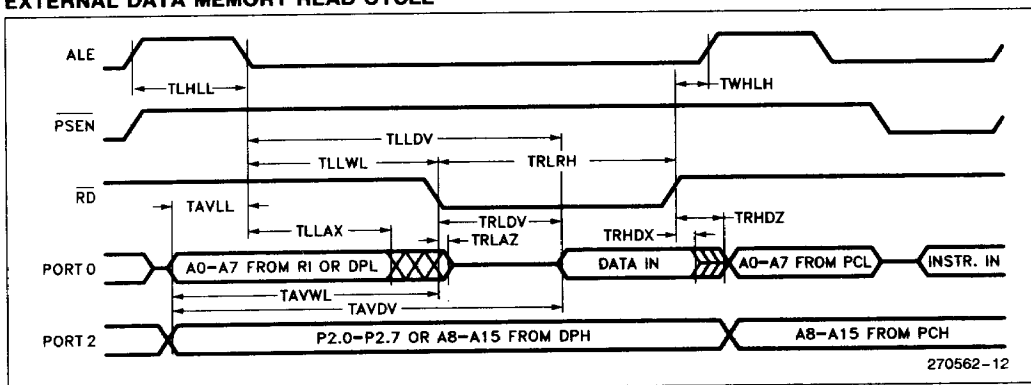 EXTERNAL DATA MEMORY READ CYCLE
ALE
TLHLL
TWHLH
PSEN
TLLDV
TLLWL
TRLRH
RD
TAVLL
TRLDV
TRHDZ
TLLAX
TRLAZ
TRHDX
PORT 0
A0-A7 FROM RI OR DPL
DATA IN
A0-A7 FROM PCL
INSTR. IN
TAVWL
TAVDV
PORT 2
P2.0-P2.7 OR A8-A15 FROM DPH
A8-A15 FROM PCH
270562-12